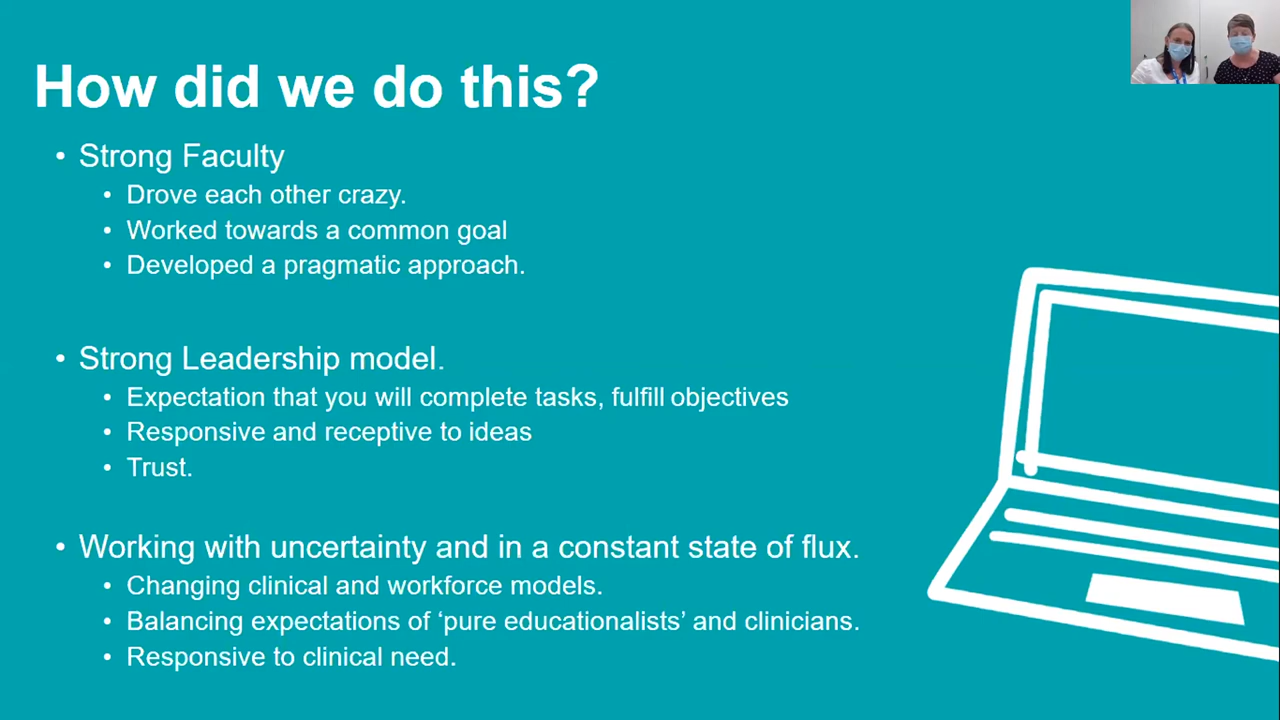 How did we do this?
• Strong Faculty
• Drove each other crazy.
• Worked towards a common goal
• Developed a pragmatic approach.
• Strong Leadership model.
• Expectation that you will complete tasks, fulfill objectives
• Responsive and receptive to ideas
• Trust.
• Working with uncertainty and in a constant state of flux.
• Changing clinical and workforce models.
• Balancing expectations of ‘pure educationalists’ and clinicians.
• Responsive to clinical need.